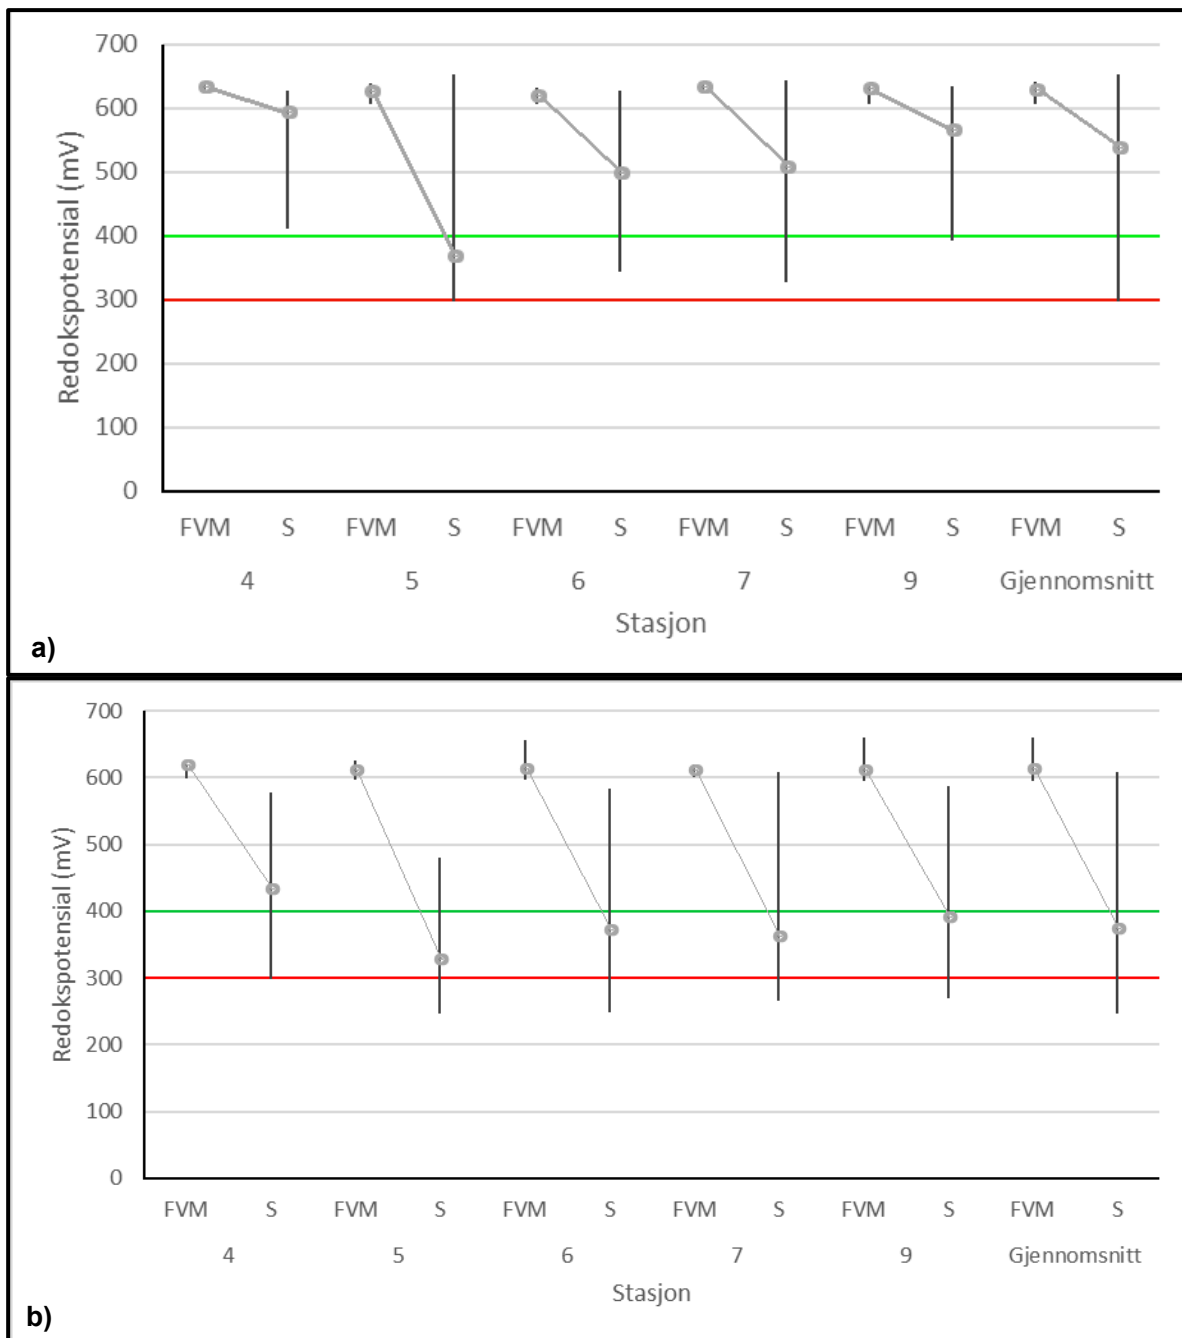 700
600
500
400
300
200
100
0
Redokspotensial (mV)
FVM S FVM S FVM S FVM S FVM S FVM S
4 5 6 7 9 Gjennomsnitt
Stasjon
a)
700
600
500
400
300
200
100
0
Redokspotensial (mV)
FVM S FVM S FVM S FVM S FVM S FVM S
4 5 6 7 9 Gjennomsnitt
Stasjon
b)